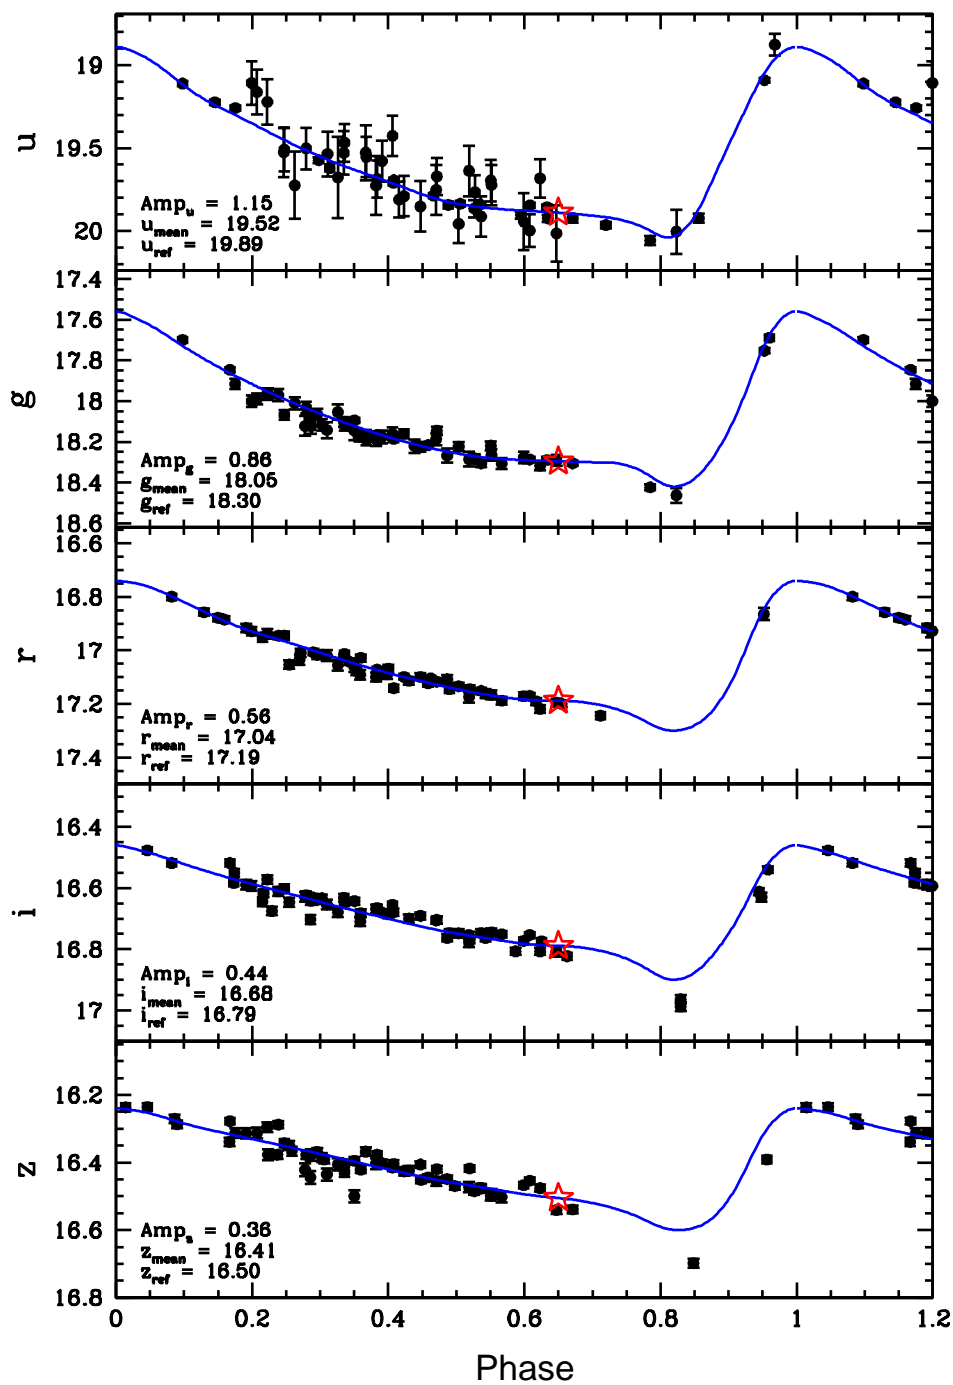 19
19.5
20
u
Amp_u = 1.15
u_mean = 19.52
u_ref = 19.89
17.4
17.6
17.8
18
18.2
18.4
18.6
g
Amp_g = 0.86
g_mean = 18.05
g_ref = 18.30
16.6
16.8
17
17.2
17.4
r
Amp_r = 0.56
r_mean = 17.04
r_ref = 17.19
16.4
16.6
16.8
17
i
Amp_i = 0.44
i_mean = 16.68
i_ref = 16.79
16.2
16.4
16.6
16.8
z
Amp_z = 0.36
z_mean = 16.41
z_ref = 16.50
0 0.2 0.4 0.6 0.8 1 1.2
Phase